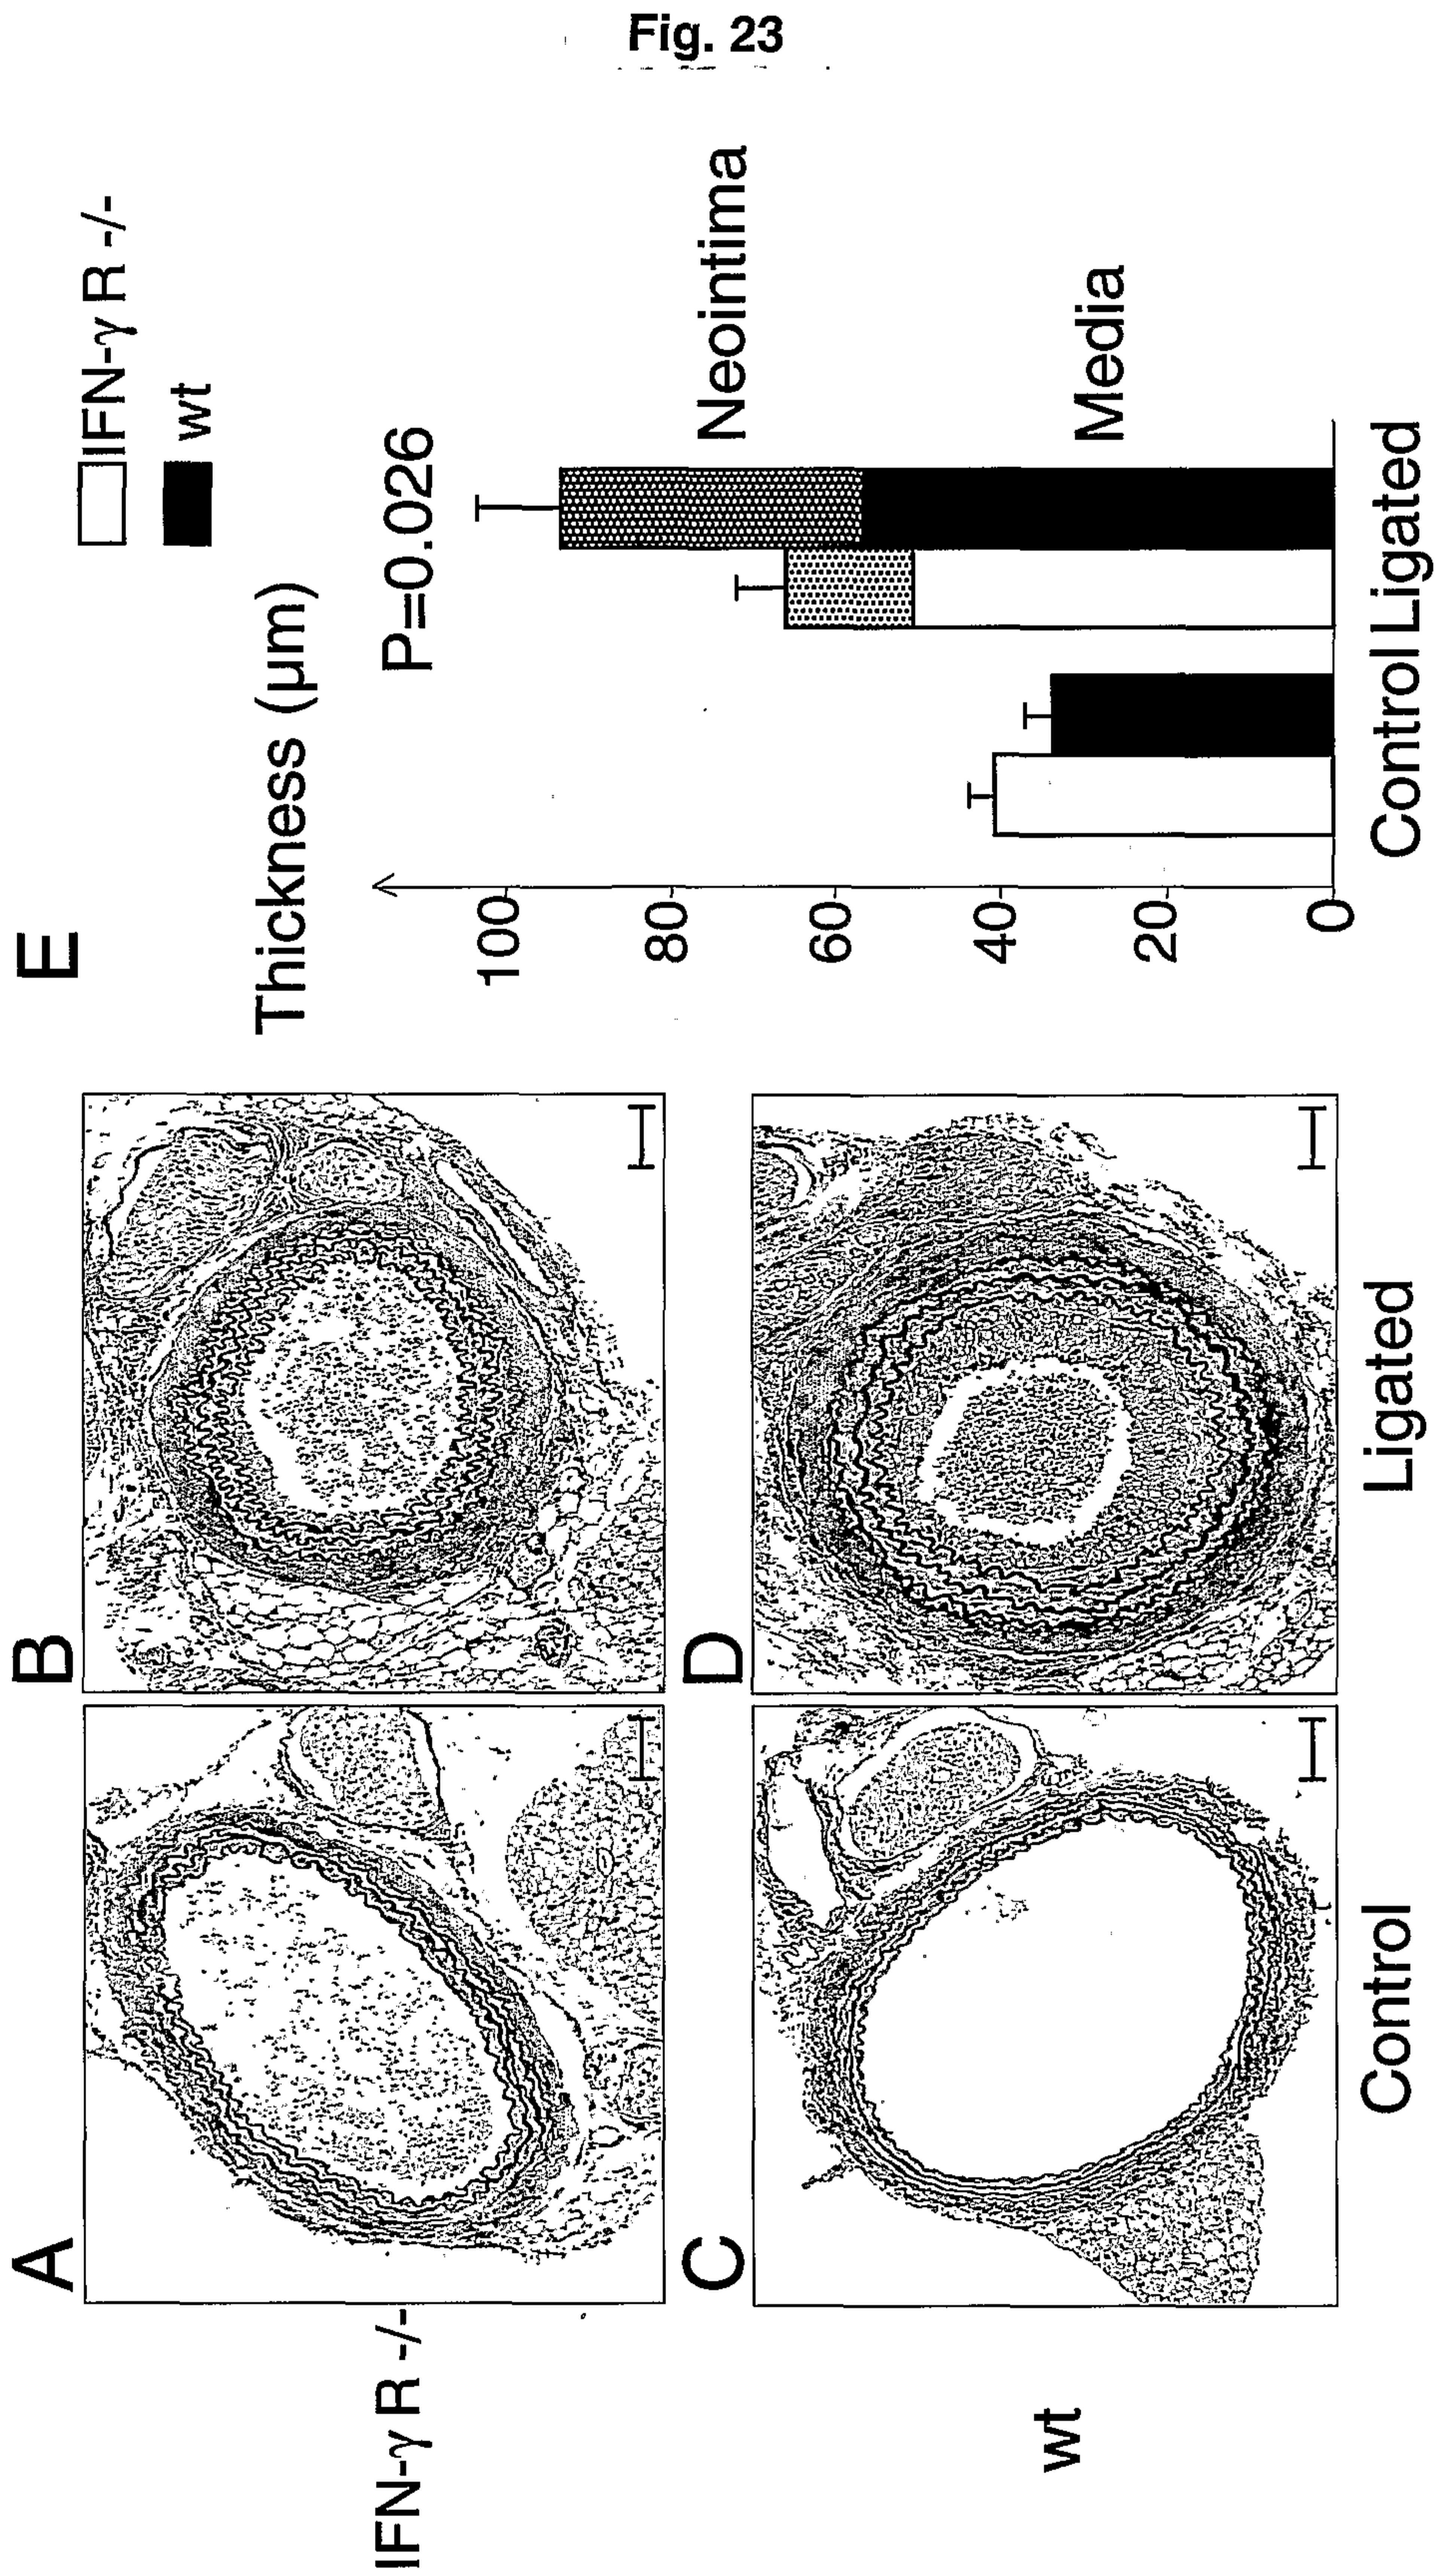 Fig. 23
A
B
IFN-γ R -/-
C
D
wt
Control
Ligated
E
IFN-γ R -/-
wt
Thickness (µm)
P=0.026
100
80
60
40
20
0
Neointima
Media
Control Ligated